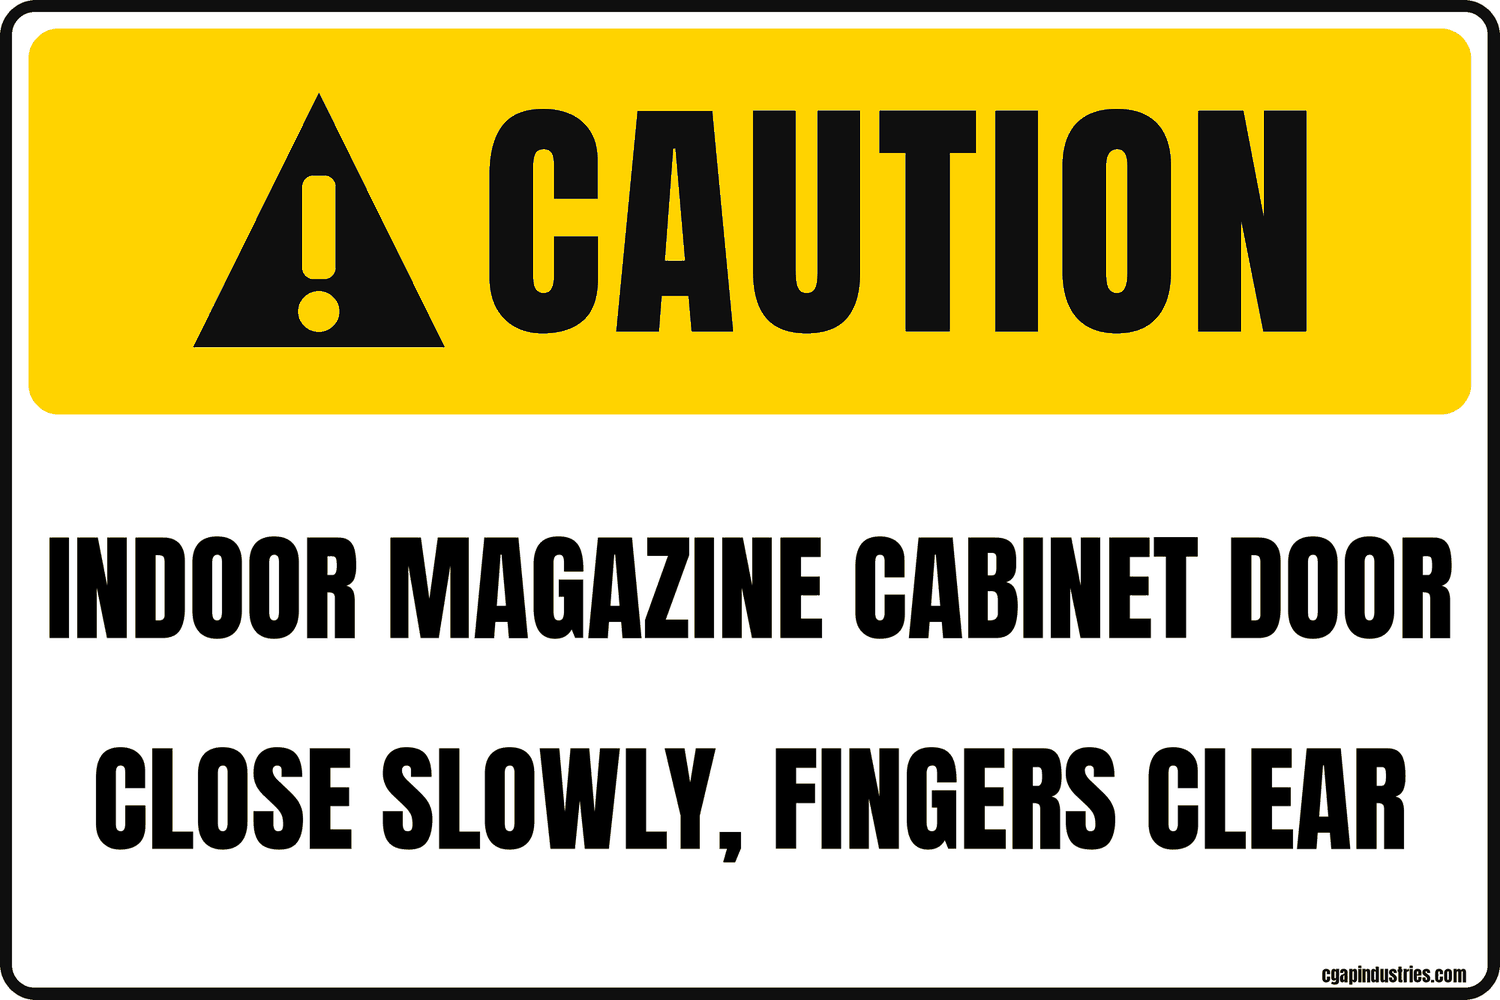 CAUTION
INDOOR MAGAZINE CABINET DOOR
CLOSE SLOWLY, FINGERS CLEAR
cgapindustries.com